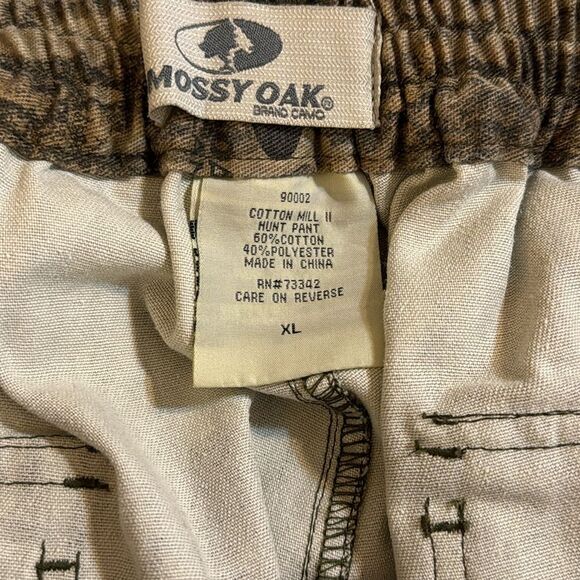 MOSSY OAK®
BRAND CAMO
90002
COTTON MILL II
HUNT PANT
60%COTTON
40%POLYESTER
MADE IN CHINA
RN#73342
CARE ON REVERSE
XL